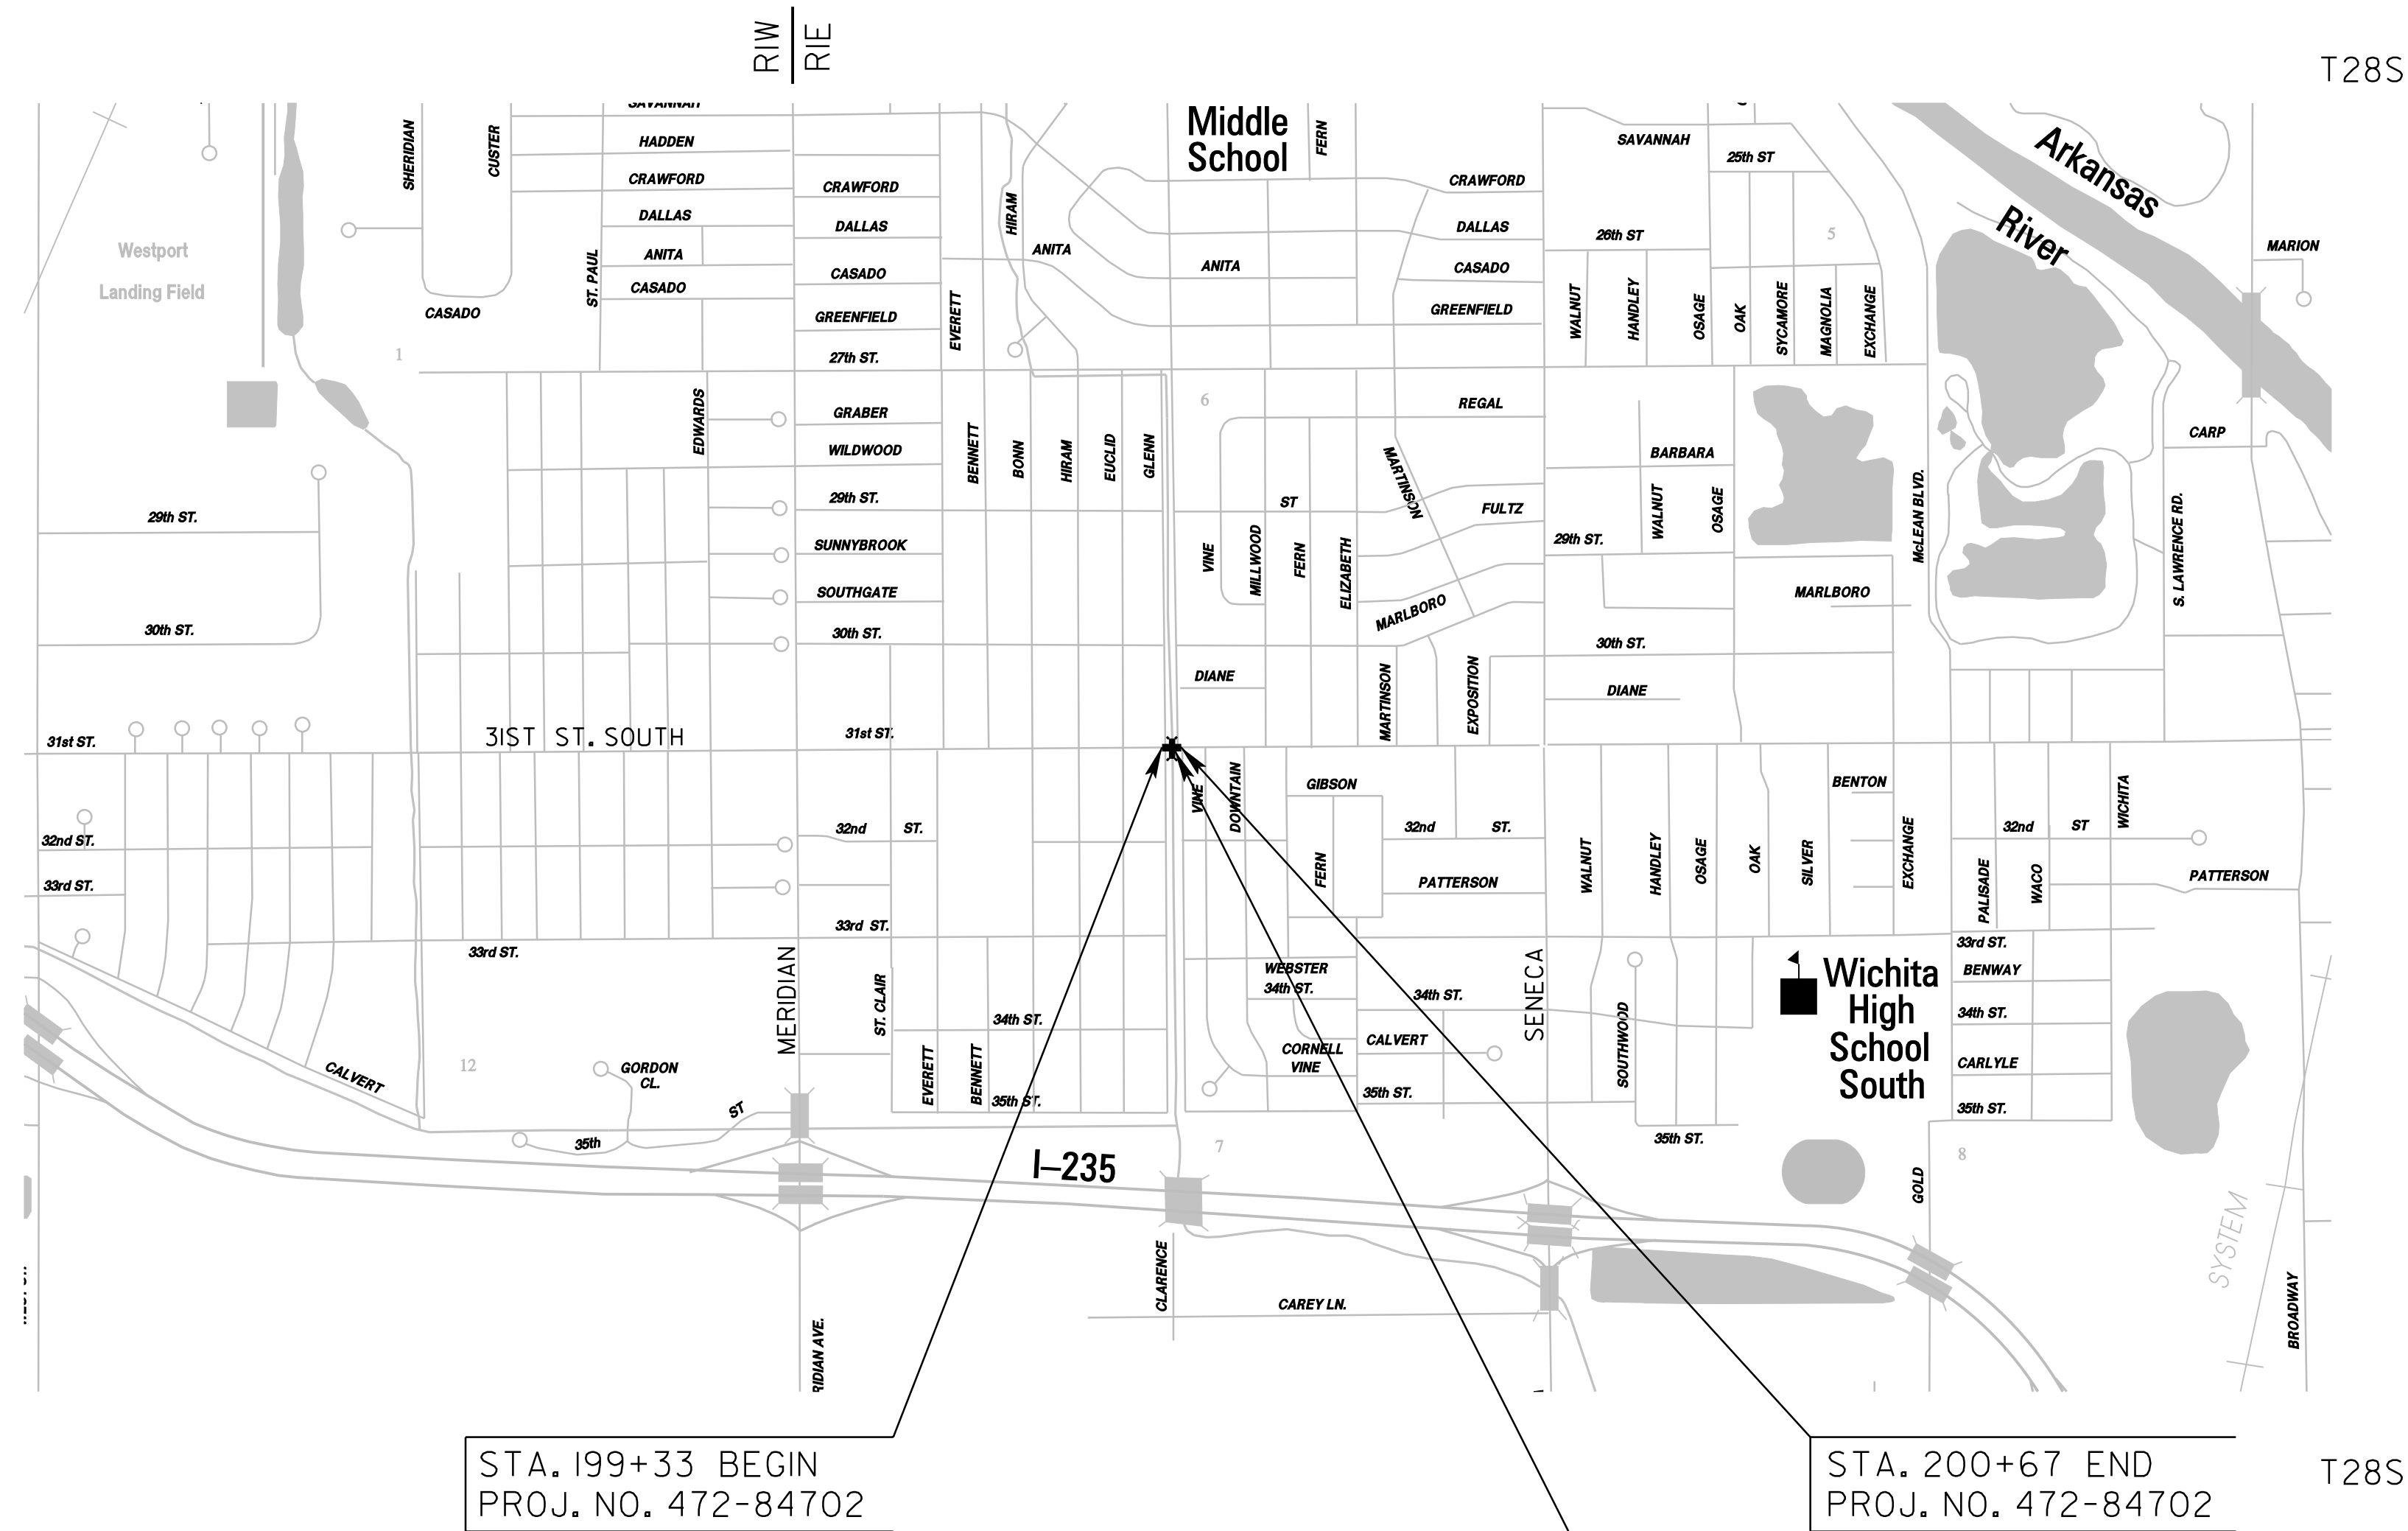 R1W
R1E
T28S
SAVANNAH
HADDEN
CRAWFORD
DALLAS
ANITA
CASADO
SHERIDIAN
CUSTER
ST. PAUL
CASADO
Westport
Landing Field
1
CRAWFORD
DALLAS
CASADO
GREENFIELD
27th ST.
EVERETT
HIRAM
ANITA
Middle
School
FERN
ANITA
CRAWFORD
DALLAS
CASADO
GREENFIELD
SAVANNAH
25th ST
26th ST
5
WALNUT
HANDLEY
OSAGE
OAK
SYCAMORE
MAGNOLIA
EXCHANGE
Arkansas
River
MARION
EDWARDS
GRABER
WILDWOOD
29th ST.
SUNNYBROOK
SOUTHGATE
30th ST.
BENNETT
BONN
HIRAM
EUCLID
GLENN
6
REGAL
MARTINSON
ST
FULTZ
VINE
MILLWOOD
FERN
ELIZABETH
MARLBORO
DIANE
MARTINSON
EXPOSITION
BARBARA
WALNUT
OSAGE
29th ST.
MARLBORO
30th ST.
DIANE
McLEAN BLVD.
CARP
S. LAWRENCE RD.
29th ST.
30th ST.
31st ST.
31ST ST. SOUTH
31st ST.
32nd ST.
33rd ST.
33rd ST.
32nd ST.
33rd ST.
VINE
DOWNTAIN
GIBSON
FERN
32nd ST.
PATTERSON
WALNUT
HANDLEY
OSAGE
OAK
SILVER
BENTON
EXCHANGE
32nd ST
WICHITA
PALISADE
WACO
PATTERSON
MERIDIAN
ST. CLAIR
EVERETT
BENNETT
34th ST.
35th ST.
WEBSTER
34th ST.
CORNELL
VINE
34th ST.
CALVERT
35th ST.
SENECA
SOUTHWOOD
35th ST.
Wichita
High
School
South
33rd ST.
BENWAY
34th ST.
CARLYLE
35th ST.
CALVERT
12
GORDON
CL.
35th ST
I–235
7
8
GOLD
CLARENCE
CAREY LN.
RIDIAN AVE.
SYSTEM
BROADWAY
STA. 199+33 BEGIN
PROJ. NO. 472-84702
STA. 200+67 END
PROJ. NO. 472-84702
T28S